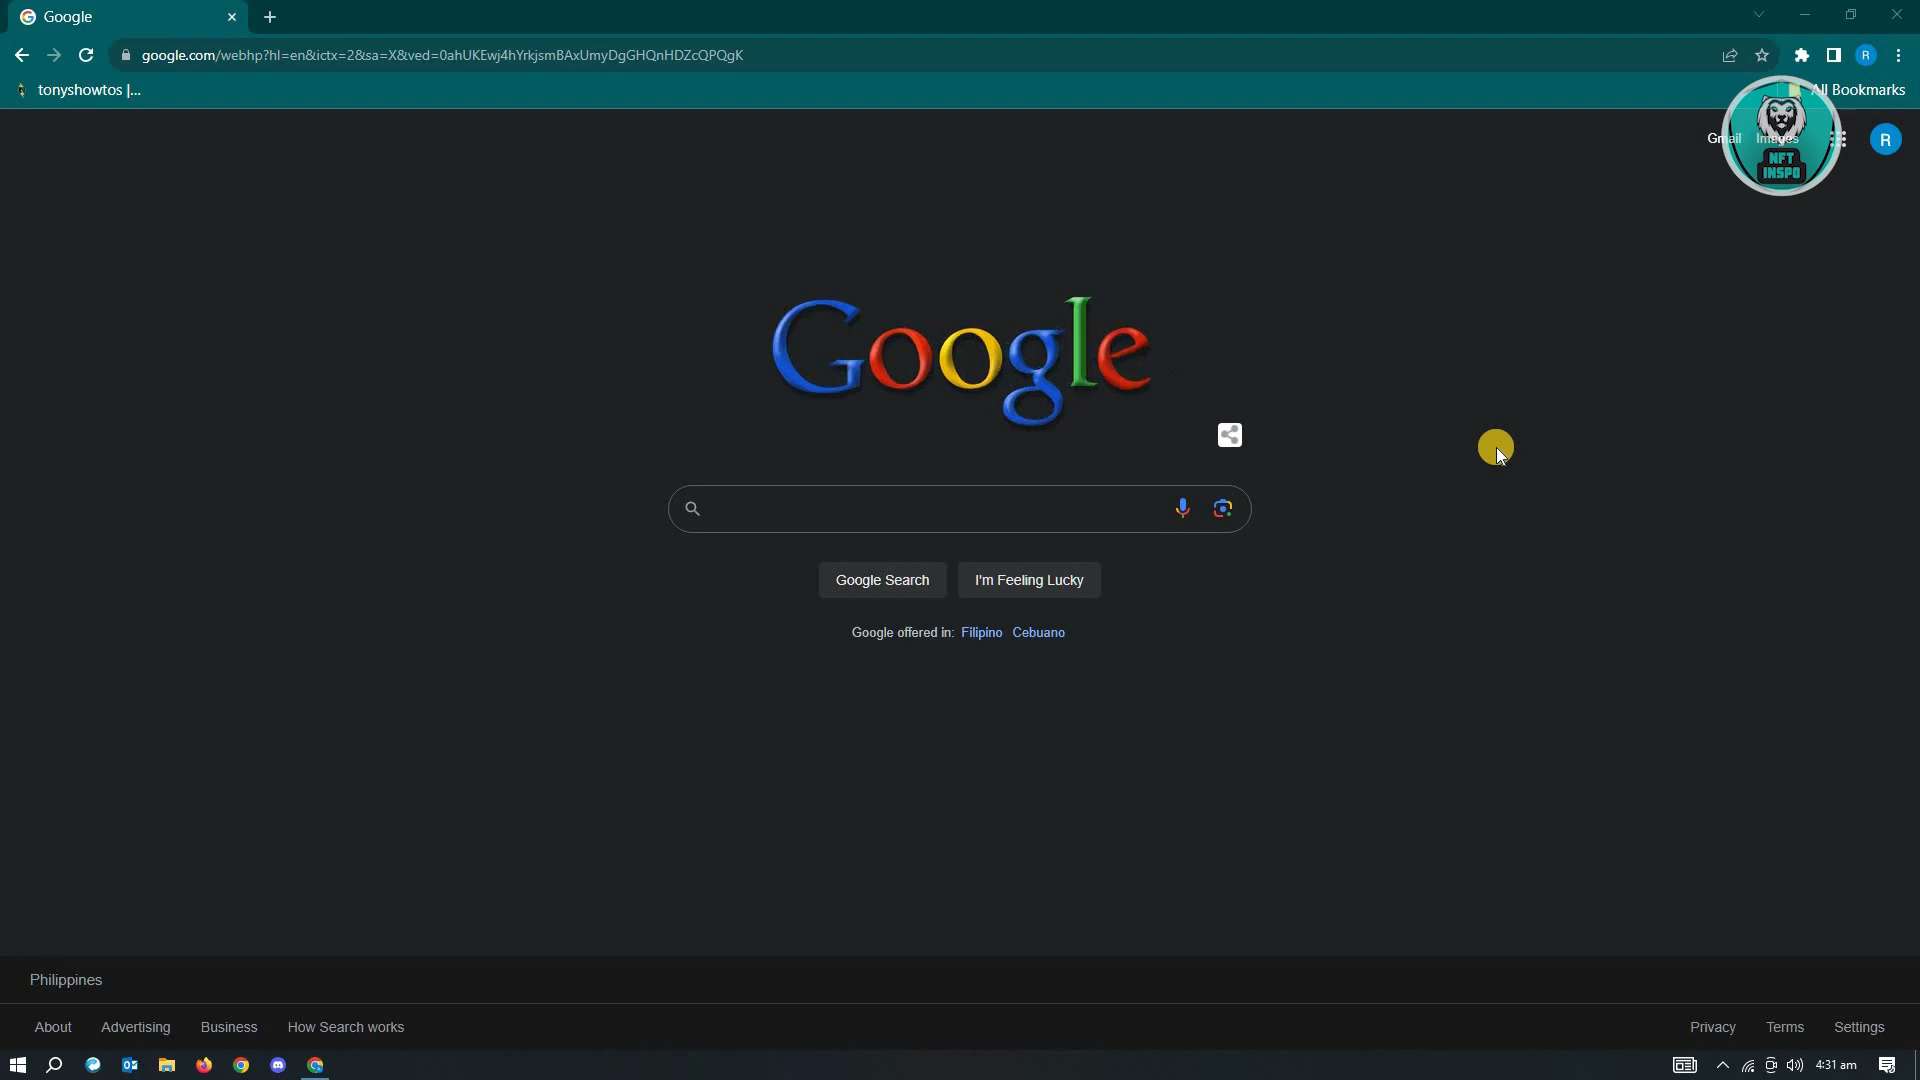 Google
google.com/webhp?hl=en&ictx=2&sa=X&ved=0ahUKEwj4hYrkjsmBAxUmyDgGHQnHDZcQPQgK
R
tonyshowtos |...
All Bookmarks
Gmail Images
R
NFT
INSPO
Google
Google Search I'm Feeling Lucky
Google offered in: Filipino Cebuano
Philippines
About Advertising Business How Search works
Privacy Terms Settings
4:31 am